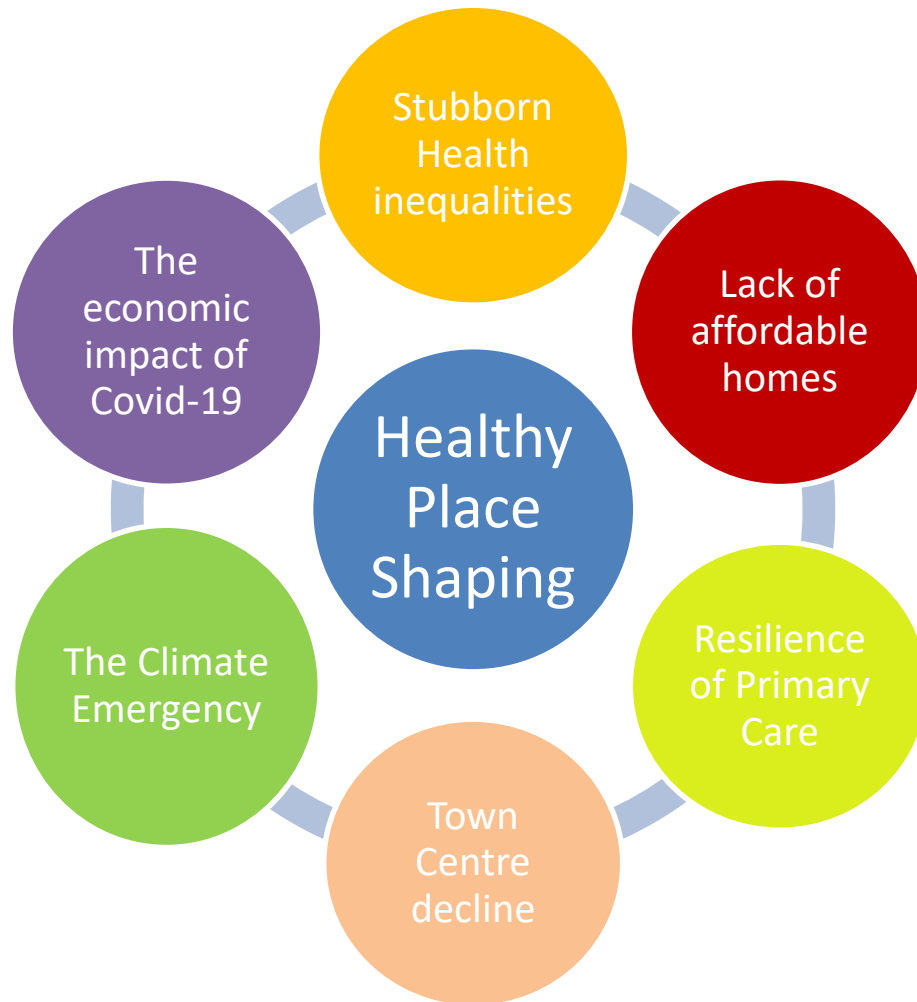 Stubborn
Health
inequalities
Lack of
affordable
homes
Resilience
of Primary
Care
Town
Centre
decline
The Climate
Emergency
The
economic
impact of
Covid-19
Healthy
Place
Shaping